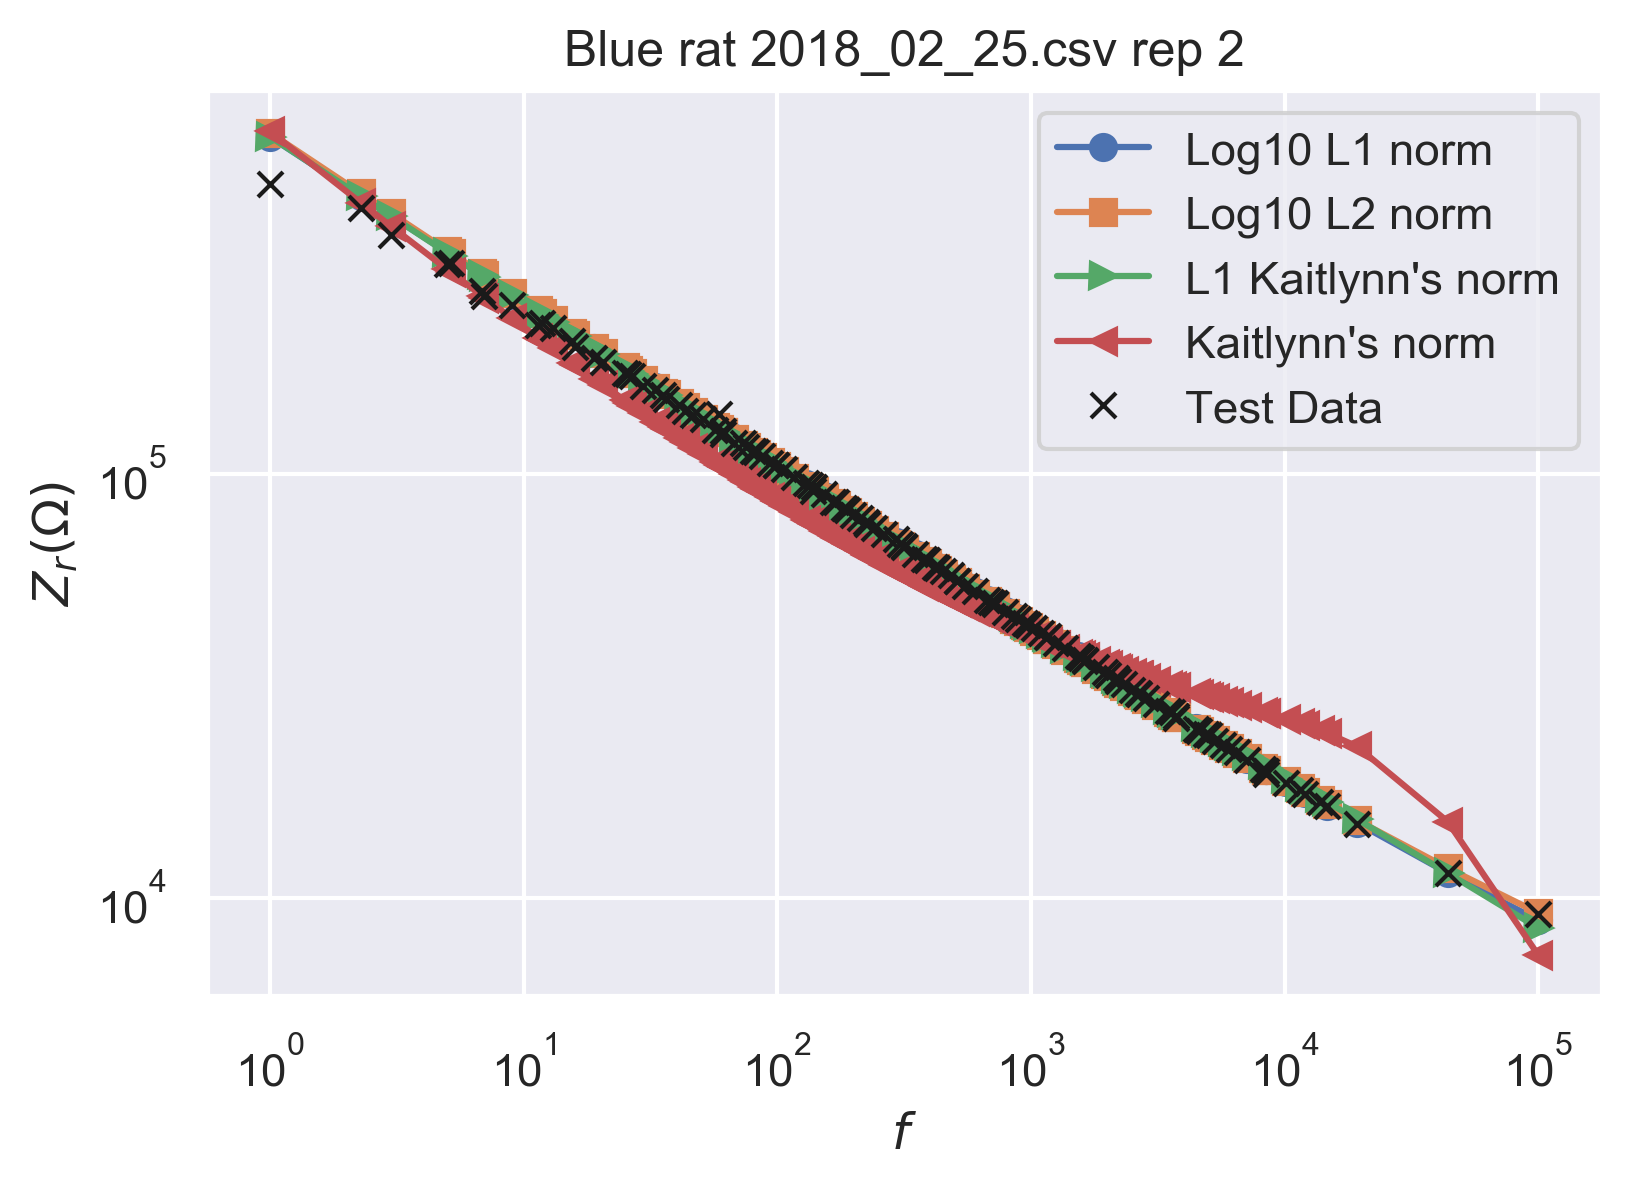 Blue rat 2018_02_25.csv rep 2
Log10 L1 norm
Log10 L2 norm
L1 Kaitlynn's norm
Kaitlynn's norm
Test Data
Z_r(Ω)
10^5
10^4
10^0 10^1 10^2 10^3 10^4 10^5
f